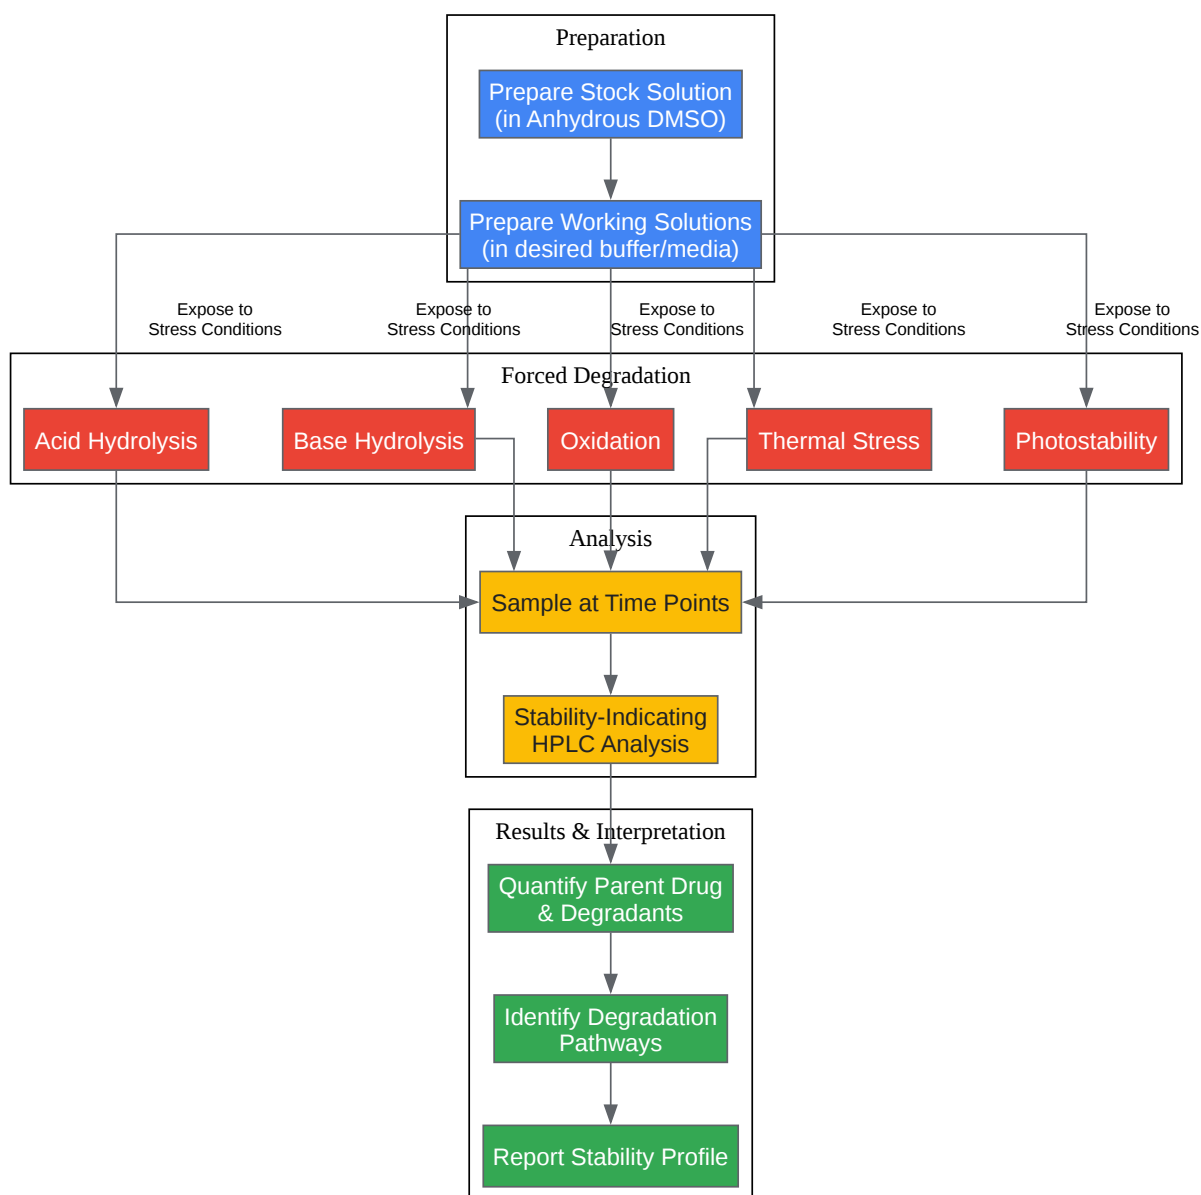 Preparation
Prepare Stock Solution
(in Anhydrous DMSO)
Prepare Working Solutions
(in desired buffer/media)
Expose to
Stress Conditions
Expose to
Stress Conditions
Expose to
Stress Conditions
Expose to
Stress Conditions
Expose to
Stress Conditions
Forced Degradation
Acid Hydrolysis
Base Hydrolysis
Oxidation
Thermal Stress
Photostability
Analysis
Sample at Time Points
Stability-Indicating
HPLC Analysis
Results & Interpretation
Quantify Parent Drug
& Degradants
Identify Degradation
Pathways
Report Stability Profile